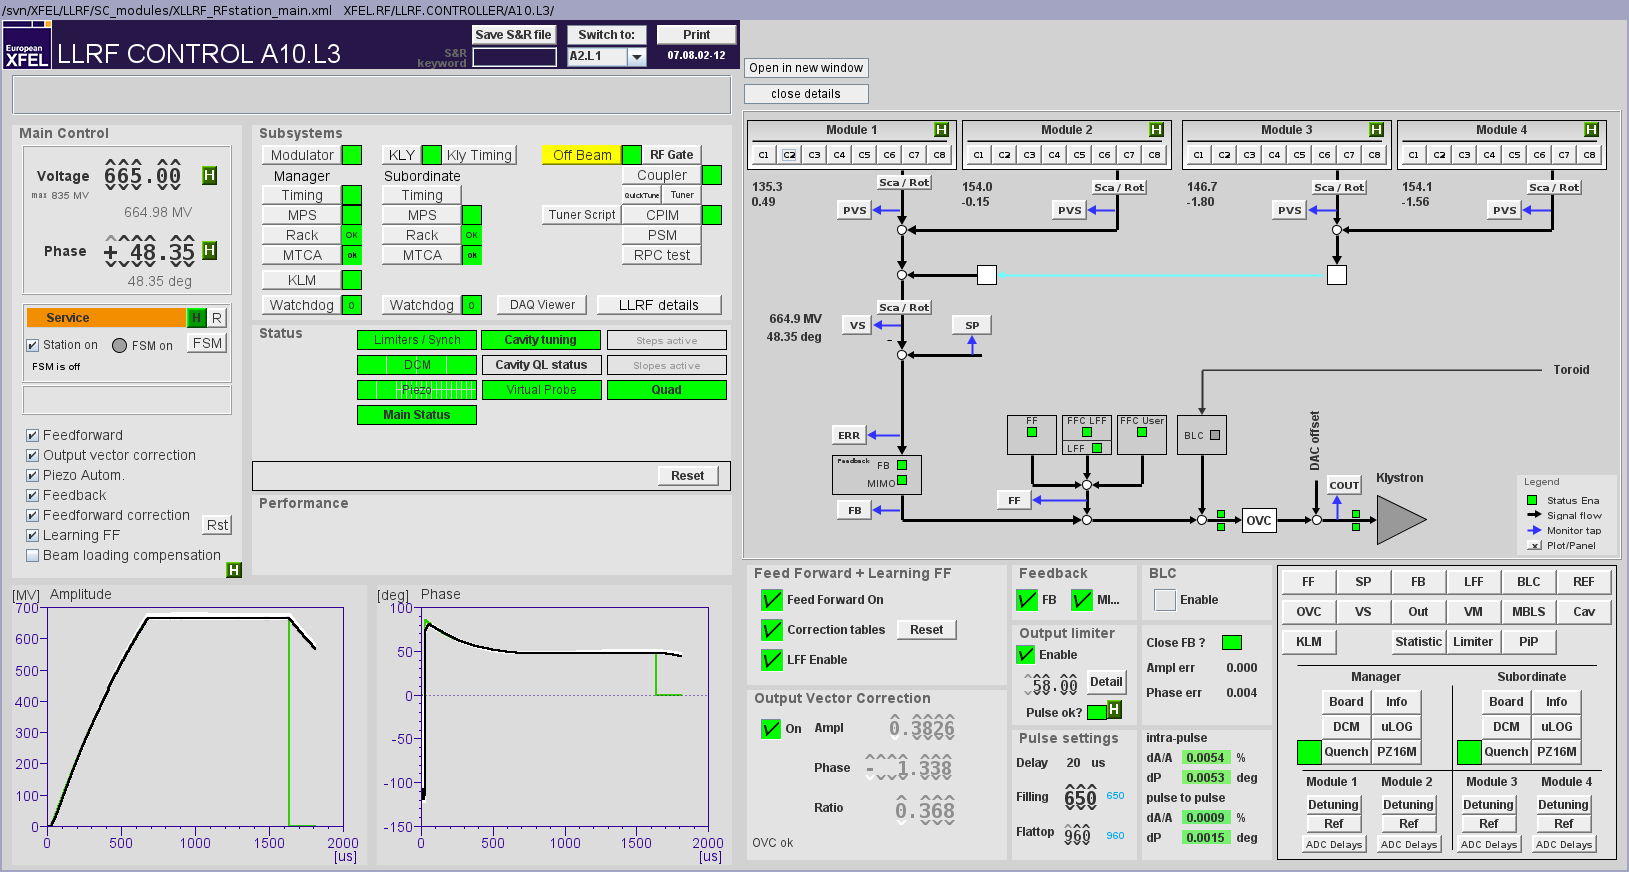 /svn/XFEL/LLRF/SC_modules/XLLRF_RFstation_main.xml XFEL.RF/LLRF.CONTROLLER/A10.L3/
European XFEL
LLRF CONTROL A10.L3
S&R keyword
Save S&R file
Switch to:
A2.L1
Print
07.08.02-12
Open in new window
close details
Main Control
Voltage
max 835 MV
665.00
H
664.98 MV
Phase
+ 48.35
H
48.35 deg
Service
H R
Station on
FSM on
FSM
FSM is off
Feedforward
Output vector correction
Piezo Autom.
Feedback
Feedforward correction
Learning FF
Rst
Beam loading compensation
H
Subsystems
Modulator
KLY
Kly Timing
Off Beam
RF Gate
Manager
Subordinate
Coupler
Timing
Timing
QuickTune
Tuner
MPS
MPS
Tuner Script
CPIM
Rack
OK
Rack
OK
PSM
MTCA
ok
MTCA
ok
RPC test
KLM
Watchdog
0
Watchdog
0
DAQ Viewer
LLRF details
Status
Limiters / Synch
Cavity tuning
Steps active
DCM
Cavity QL status
Slopes active
Piezo
Virtual Probe
Quad
Main Status
Reset
Performance
[MV] Amplitude
700
600
500
400
300
200
100
0
0 500 1000 1500 2000
[us]
[deg] Phase
100
50
0
-50
-100
-150
0 500 1000 1500 2000
[us]
Module 1
H
C1 C2 C3 C4 C5 C6 C7 C8
Module 2
C1 C2 C3 C4 C5 C6 C7 C8
Module 3
H
C1 C2 C3 C4 C5 C6 C7 C8
Module 4
H
C1 C2 C3 C4 C5 C6 C7 C8
135.3
0.49
Sca / Rot
PVS
154.0
-0.15
Sca / Rot
PVS
146.7
-1.80
Sca / Rot
PVS
154.1
-1.56
Sca / Rot
PVS
Sca / Rot
664.9 MV
48.35 deg
VS
-
SP
Toroid
ERR
Feedback
FB
MIMO
FB
FF
FFC LFF
LFF
FFC User
FF
BLC
DAC offset
OVC
COUT
Klystron
Legend
Status Ena
Signal flow
Monitor tap
x Plot/Panel
Feed Forward + Learning FF
Feed Forward On
Correction tables
Reset
LFF Enable
Output Vector Correction
On
Ampl
0.3826
Phase
- 1.338
Ratio
0.368
OVC ok
Feedback
FB
MI...
Output limiter
Enable
58.00
Detail
Pulse ok?
H
Pulse settings
Delay 20 us
Filling 650 650
Flattop 960 960
BLC
Enable
Close FB ?
Ampl err 0.000
Phase err 0.004
intra-pulse
dA/A 0.0054 %
dP 0.0053 deg
pulse to pulse
dA/A 0.0009 %
dP 0.0015 deg
FF SP FB LFF BLC REF
OVC VS Out VM MBLS Cav
KLM Statistic Limiter PiP
Manager
Board Info
DCM uLOG
Quench PZ16M
Subordinate
Board Info
DCM uLOG
Quench PZ16M
Module 1 Module 2 Module 3 Module 4
Detuning Detuning Detuning Detuning
Ref Ref Ref Ref
ADC Delays ADC Delays ADC Delays ADC Delays